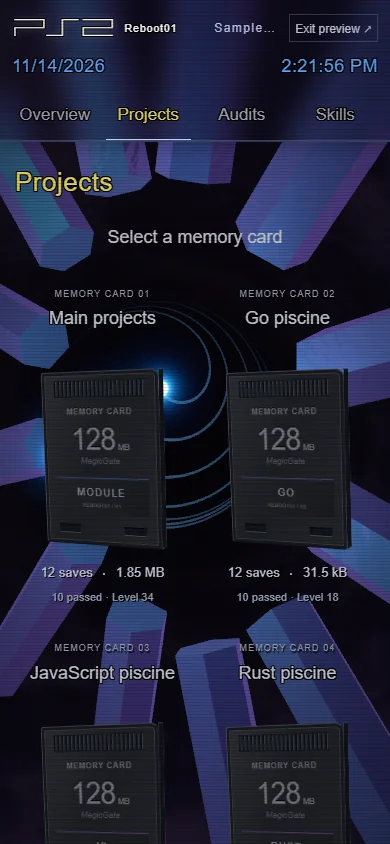 PS2 Reboot01 Sample... Exit preview ↗
11/14/2026 2:21:56 PM
Overview Projects Audits Skills
Projects
Select a memory card
MEMORY CARD 01 MEMORY CARD 02
Main projects Go piscine
MEMORY CARD MEMORY CARD
128 MB 128 MB
MagicGate MagicGate
MODULE GO
12 saves · 1.85 MB 12 saves · 31.5 kB
10 passed · Level 34 10 passed · Level 18
MEMORY CARD 03 MEMORY CARD 04
JavaScript piscine Rust piscine
MEMORY CARD MEMORY CARD
128 MB 128 MB
MagicGate MagicGate